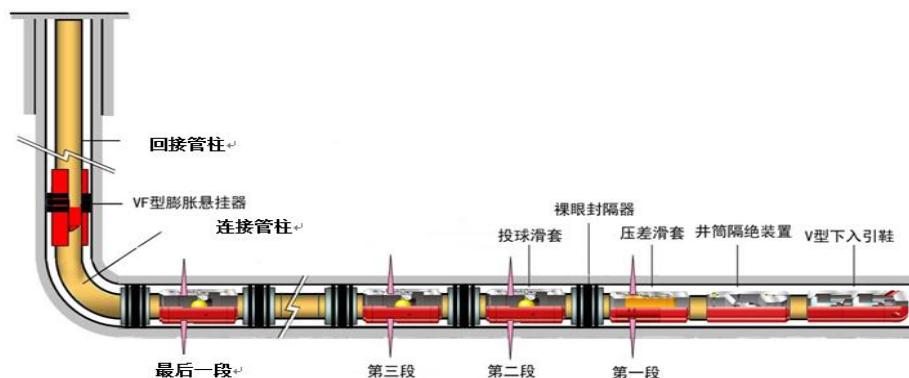 回接管柱
VF型膨胀悬挂器
连接管柱
裸眼封隔器
投球滑套
压差滑套
井筒隔绝装置
V型下入引鞋
最后一段
第三段
第二段
第一段